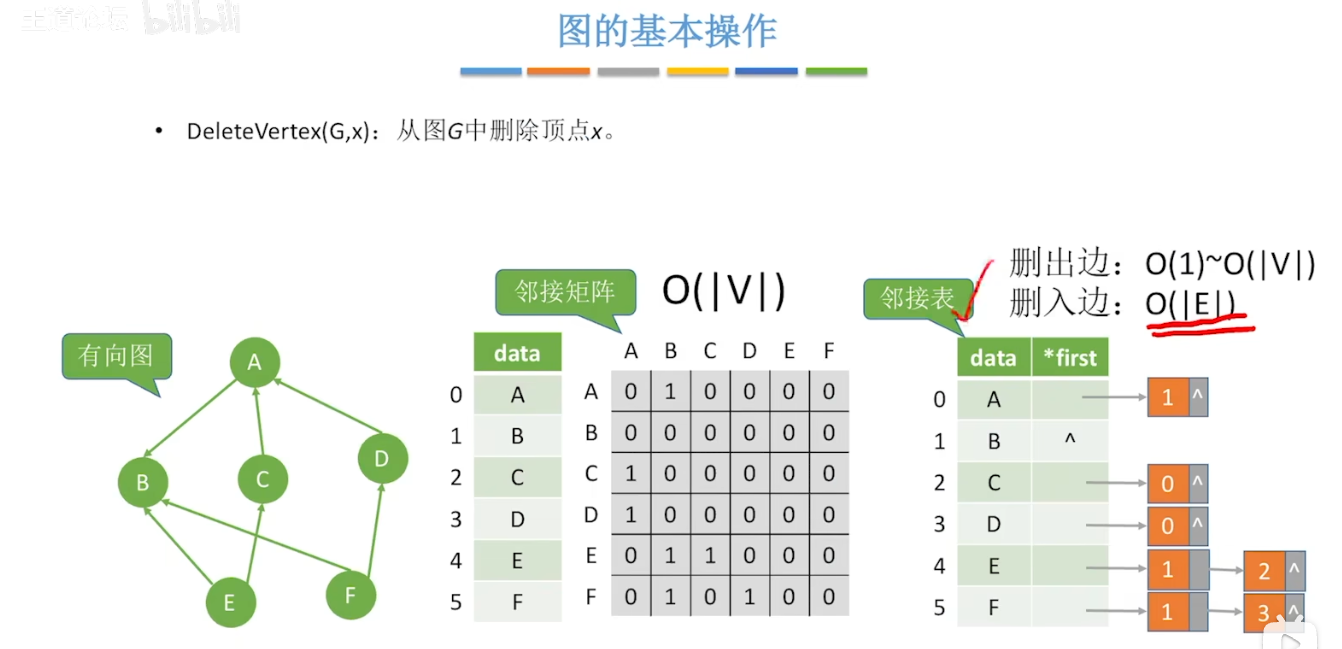 王道论坛 bilibili
图的基本操作
• DeleteVertex(G,x)：从图G中删除顶点x。
删出边：O(1)~O(|V|)
删入边：O(|E|)
邻接矩阵 O(|V|)
邻接表
有向图
A
B
C
D
E
F
data
0 A
1 B
2 C
3 D
4 E
5 F
A B C D E F
A 0 1 0 0 0 0
B 0 0 0 0 0 0
C 1 0 0 0 0 0
D 1 0 0 0 0 0
E 0 1 1 0 0 0
F 0 1 0 1 0 0
data *first
0 A 1 ^
1 B ^
2 C 0 ^
3 D 0 ^
4 E 1 2 ^
5 F 1 3 ^